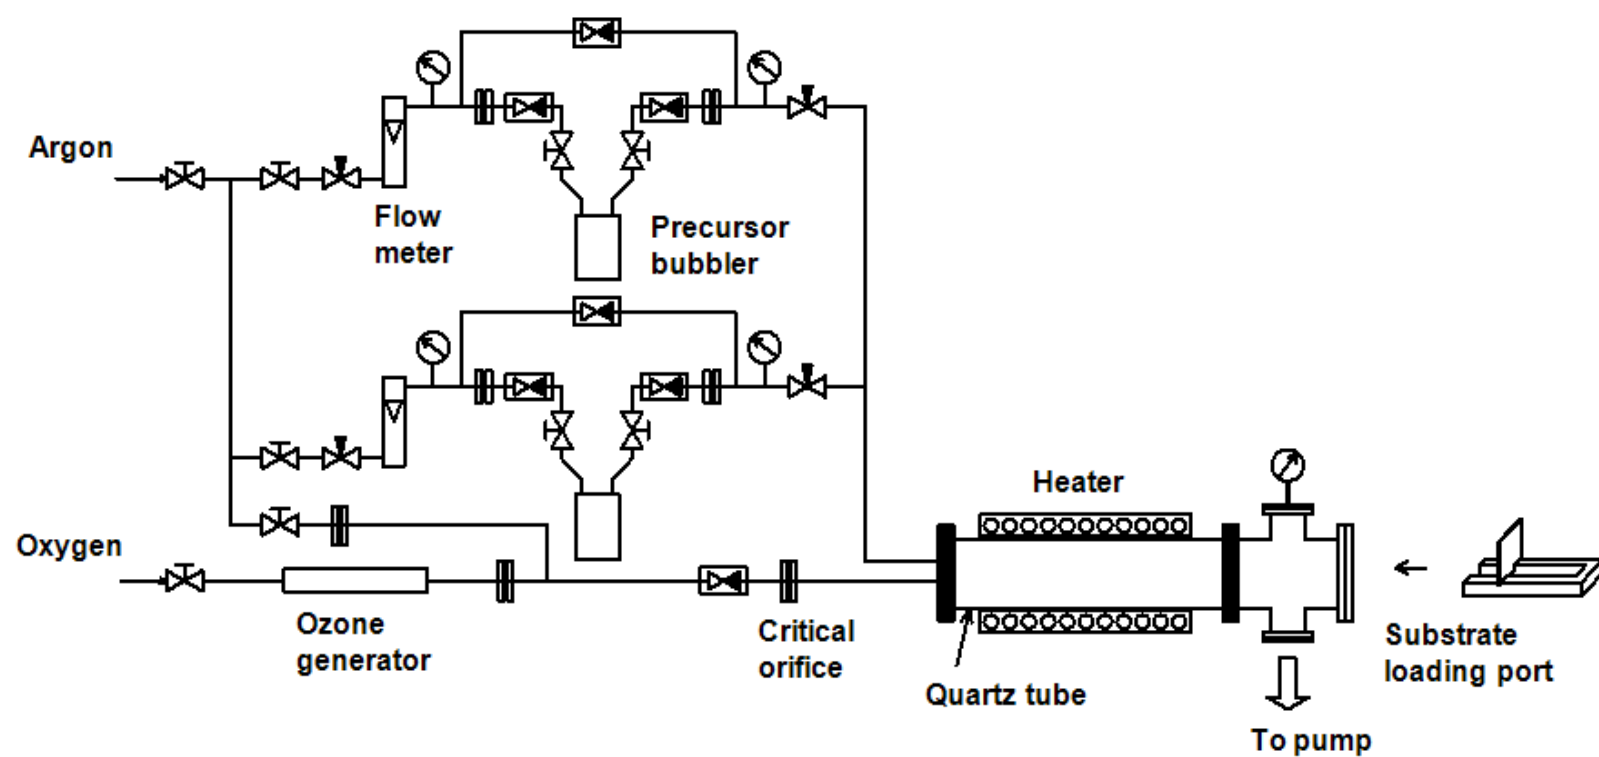 Argon
Flow
meter
Precursor
bubbler
Heater
Oxygen
Ozone
generator
Critical
orifice
Quartz tube
Substrate
loading port
To pump